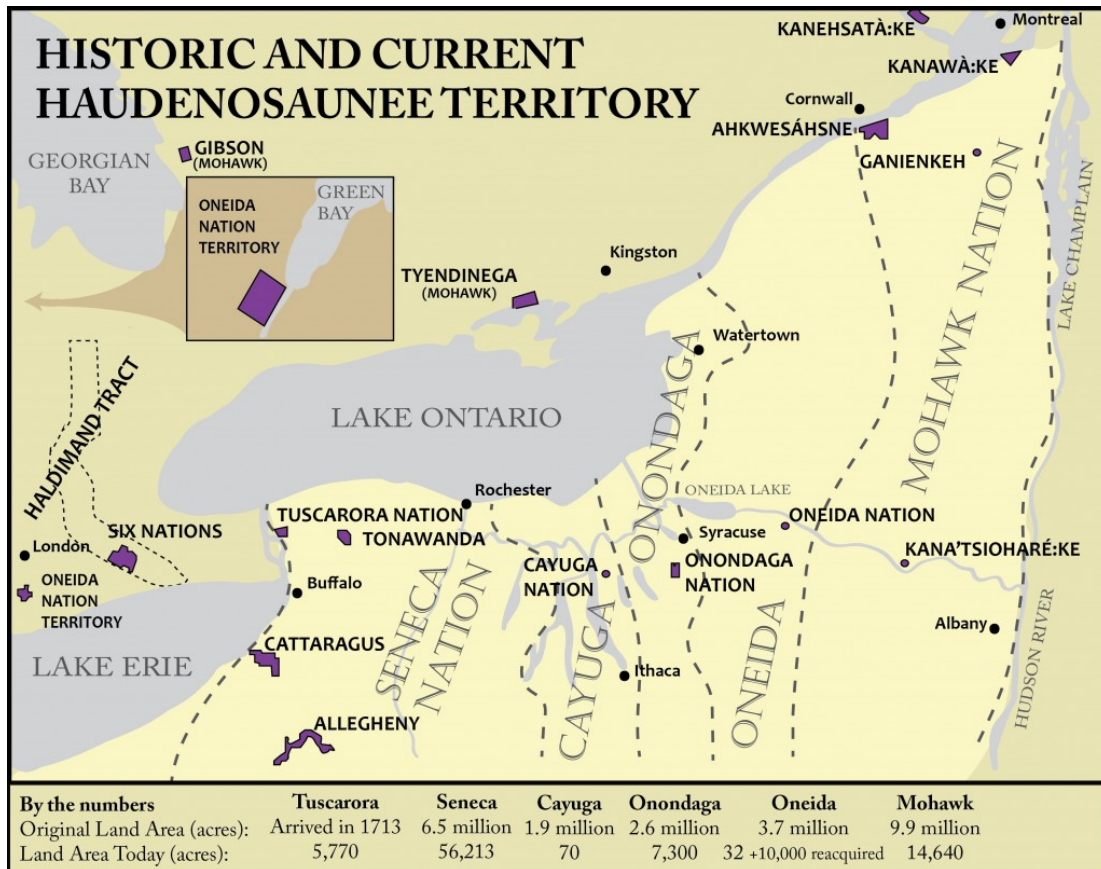 HISTORIC AND CURRENT
HAUDENOSAUNEE TERRITORY
KANEHSATÀ:KE
Montreal
KANAWÀ:KE
Cornwall
AHKWESÁHSNE
GANIENKEH
GEORGIAN
BAY
GIBSON
(MOHAWK)
ONEIDA
NATION
TERRITORY
GREEN
BAY
TYENDINEGA
(MOHAWK)
Kingston
Watertown
LAKE CHAMPLAIN
MOHAWK NATION
HALDIMAND TRACT
LAKE ONTARIO
ONONDAGA
Rochester
ONEIDA LAKE
TUSCARORA NATION
TONAWANDA
SIX NATIONS
London
ONEIDA
NATION
TERRITORY
Buffalo
CAYUGA
NATION
Syracuse
ONONDAGA
NATION
ONEIDA NATION
KANA'TSIOHARÉ:KE
Albany
HUDSON RIVER
LAKE ERIE
CATTARAGUS
SENECA
NATION
CAYUGA
Ithaca
ONEIDA
ALLEGHENY
By the numbers Tuscarora Seneca Cayuga Onondaga Oneida Mohawk
Original Land Area (acres): Arrived in 1713 6.5 million 1.9 million 2.6 million 3.7 million 9.9 million
Land Area Today (acres): 5,770 56,213 70 7,300 32 +10,000 reacquired 14,640